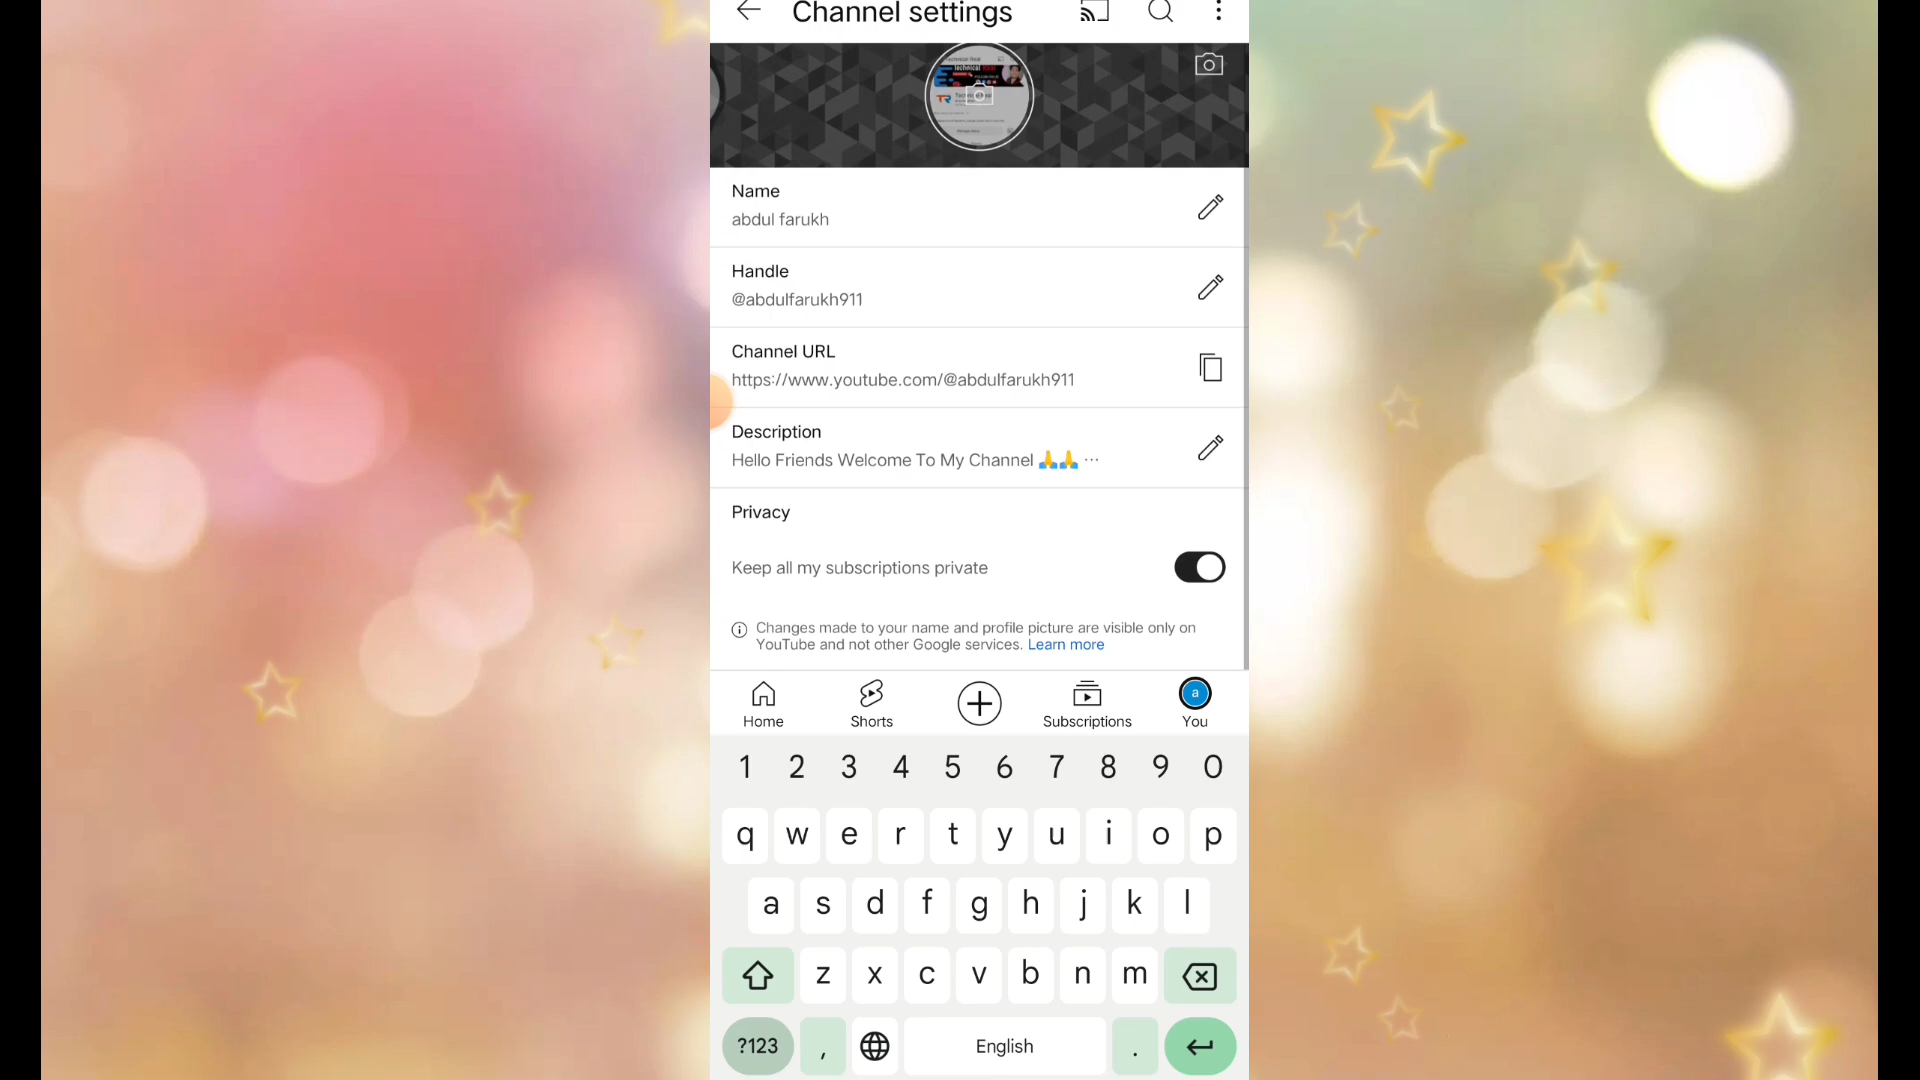 Channel settings
Technical Real
Name
abdul farukh
Handle
@abdulfarukh911
Channel URL
https://www.youtube.com/@abdulfarukh911
Description
Hello Friends Welcome To My Channel 🙏🙏 ...
Privacy
Keep all my subscriptions private
Changes made to your name and profile picture are visible only on
YouTube and not other Google services. Learn more
a
Home Shorts Subscriptions You
1 2 3 4 5 6 7 8 9 0
q w e r t y u i o p
a s d f g h j k l
z x c v b n m
?123 , English .